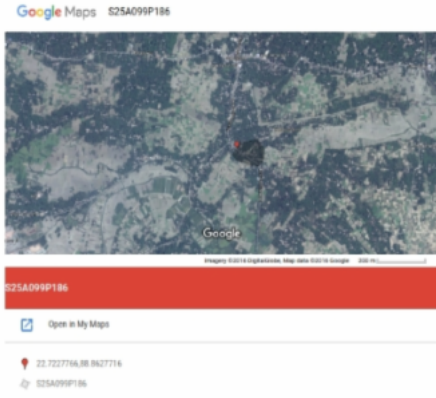 Google Maps S25A099P186
Google
Imagery ©2016 DigitalGlobe, Map data ©2016 Google 200 m
S25A099P186
Open in My Maps
22.7227766,88.8627716
S25A099P186